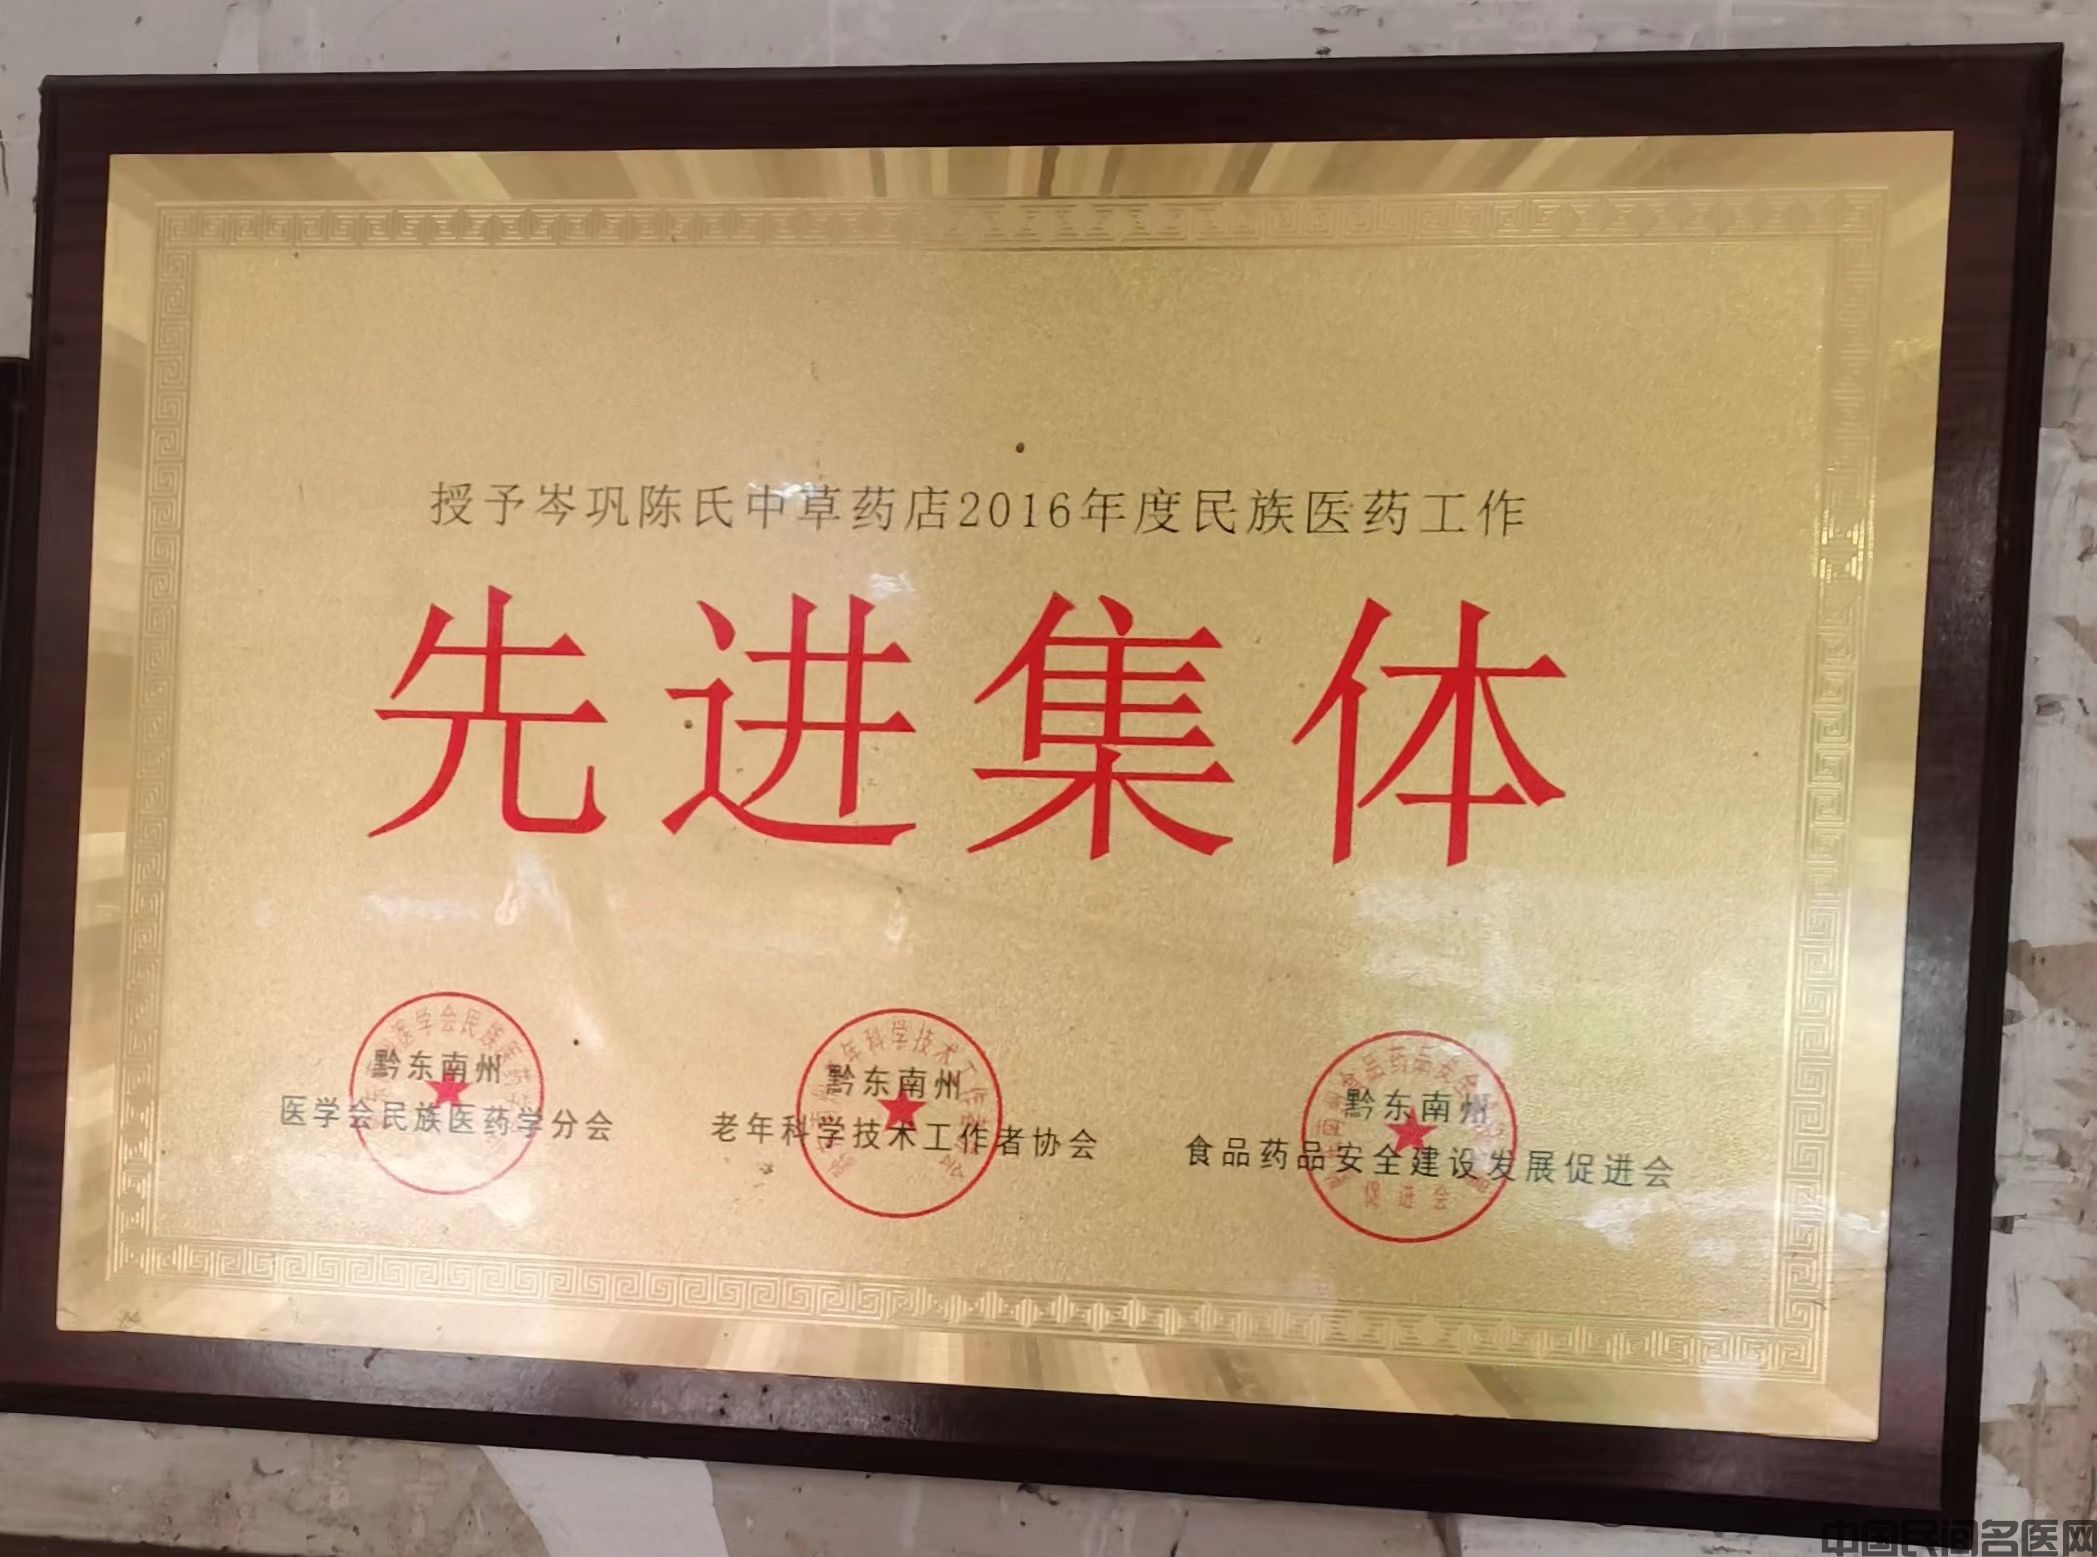 授予岑巩陈氏中草药店2016年度民族医药工作
先进集体
黔东南州
医学会民族医药学分会
黔东南州
老年科学技术工作者协会
黔东南州
食品药品安全建设发展促进会
促进会
中国民间名医网